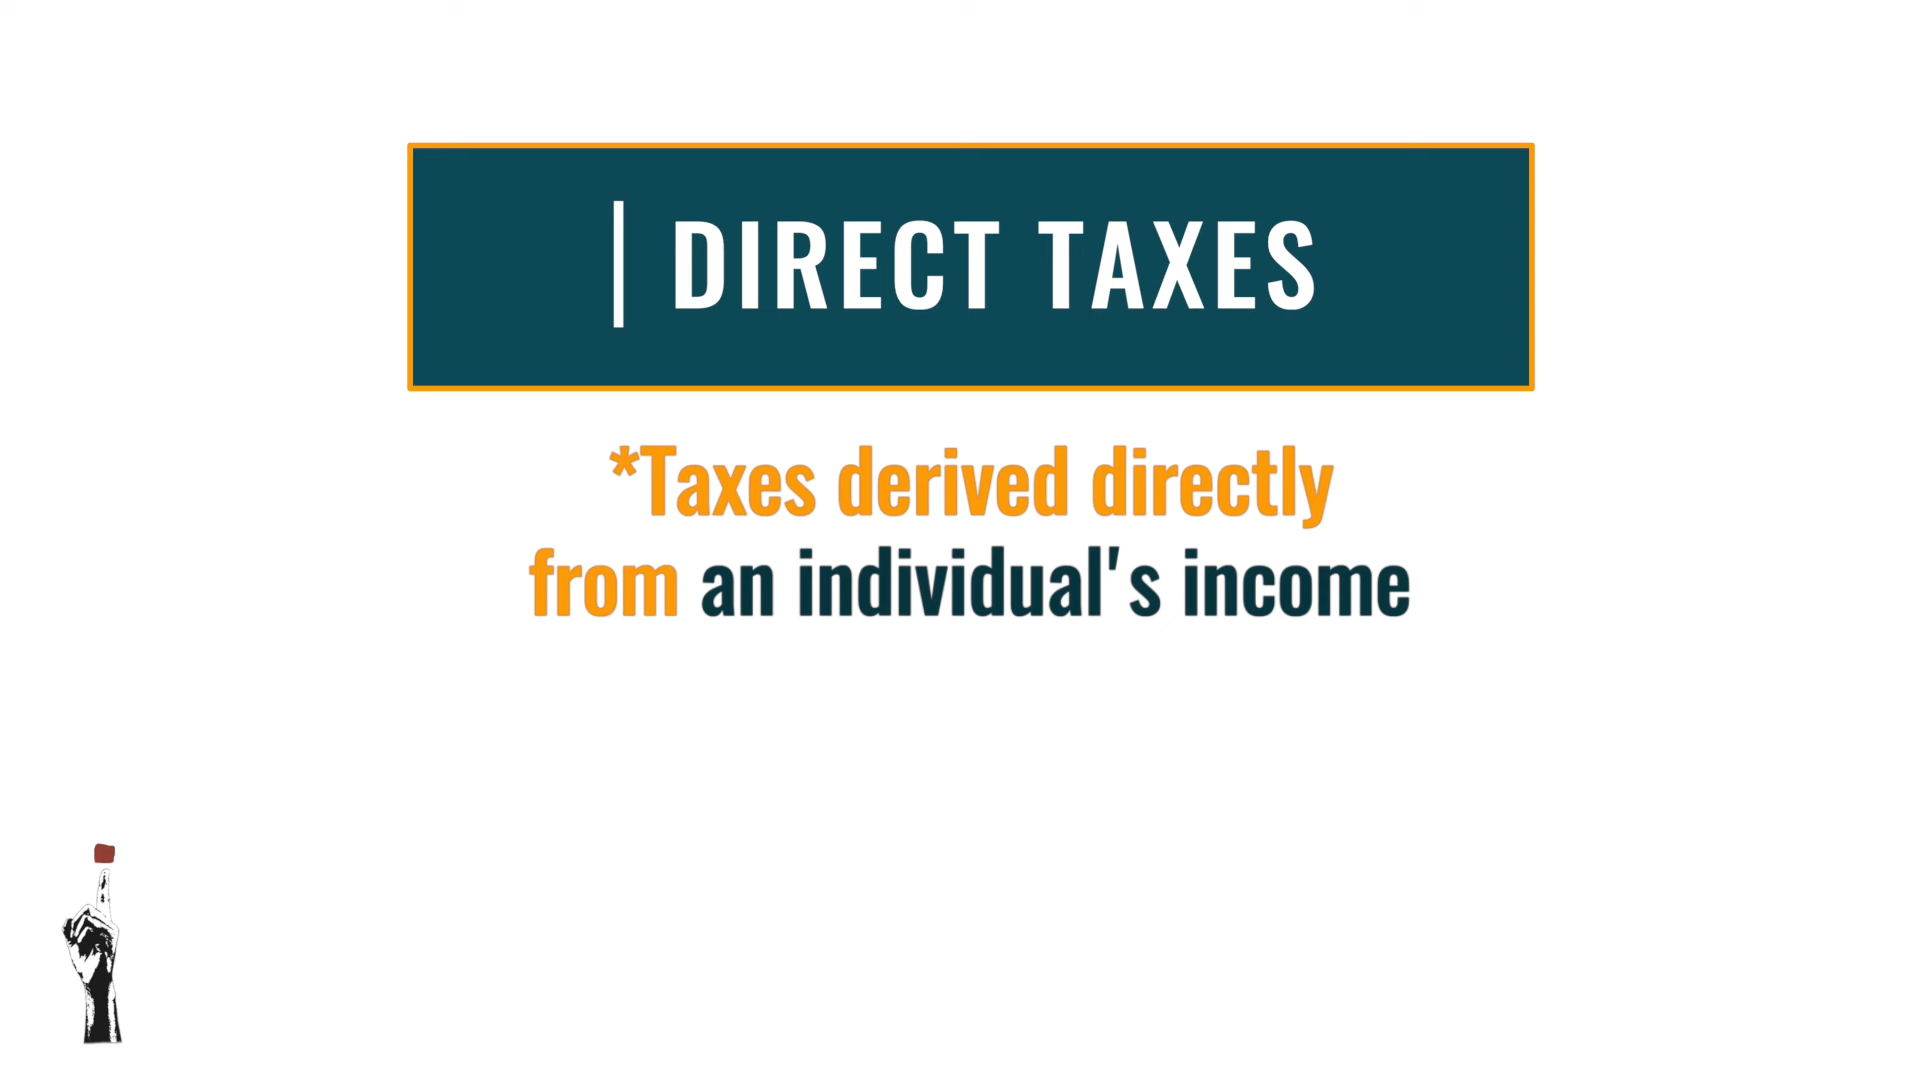 DIRECT TAXES
*Taxes derived directly
from an individual's income